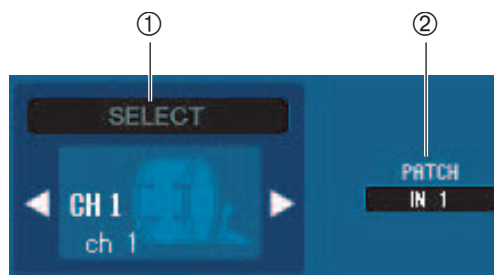 ① ②
SELECT
PATCH
IN 1
CH 1
ch 1